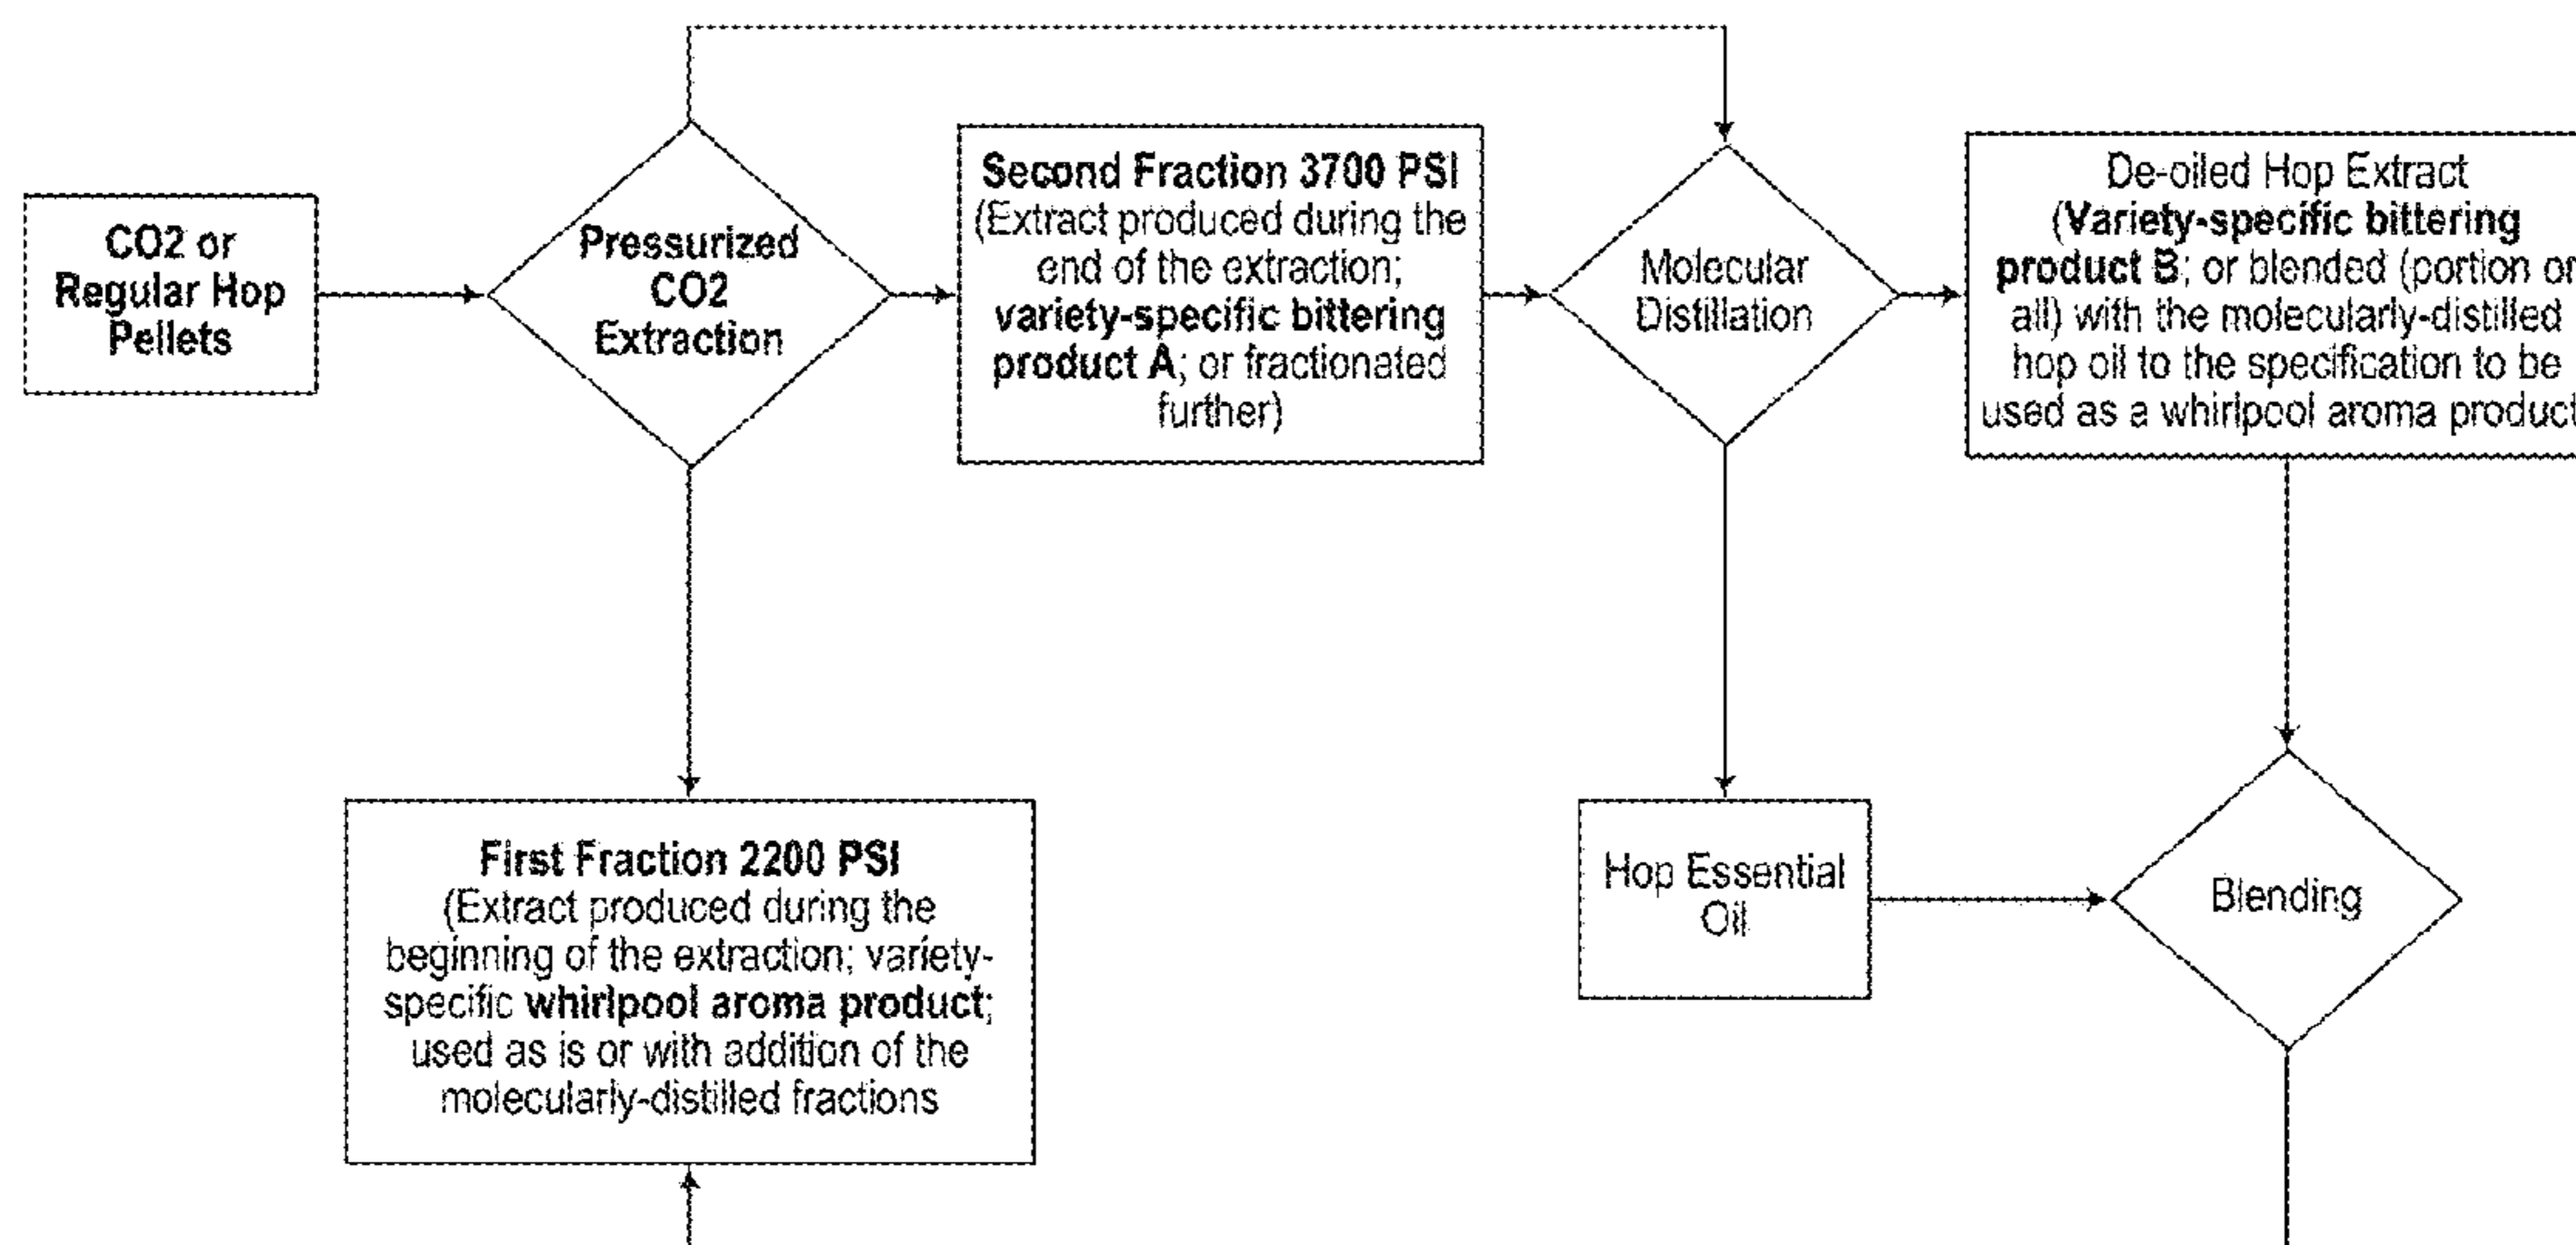 CO2 or
Regular Hop
Pellets
Pressurized
CO2
Extraction
Second Fraction 3700 PSI
(Extract produced during the
end of the extraction;
variety-specific bittering
product A; or fractionated
further)
Molecular
Distillation
De-oiled Hop Extract
(Variety-specific bittering
product B; or blended (portion or
all) with the molecularly-distilled
hop oil to the specification to be
used as a whirlpool aroma product
First Fraction 2200 PSI
(Extract produced during the
beginning of the extraction; variety-
specific whirlpool aroma product;
used as is or with addition of the
molecularly-distilled fractions
Hop Essential
Oil
Blending